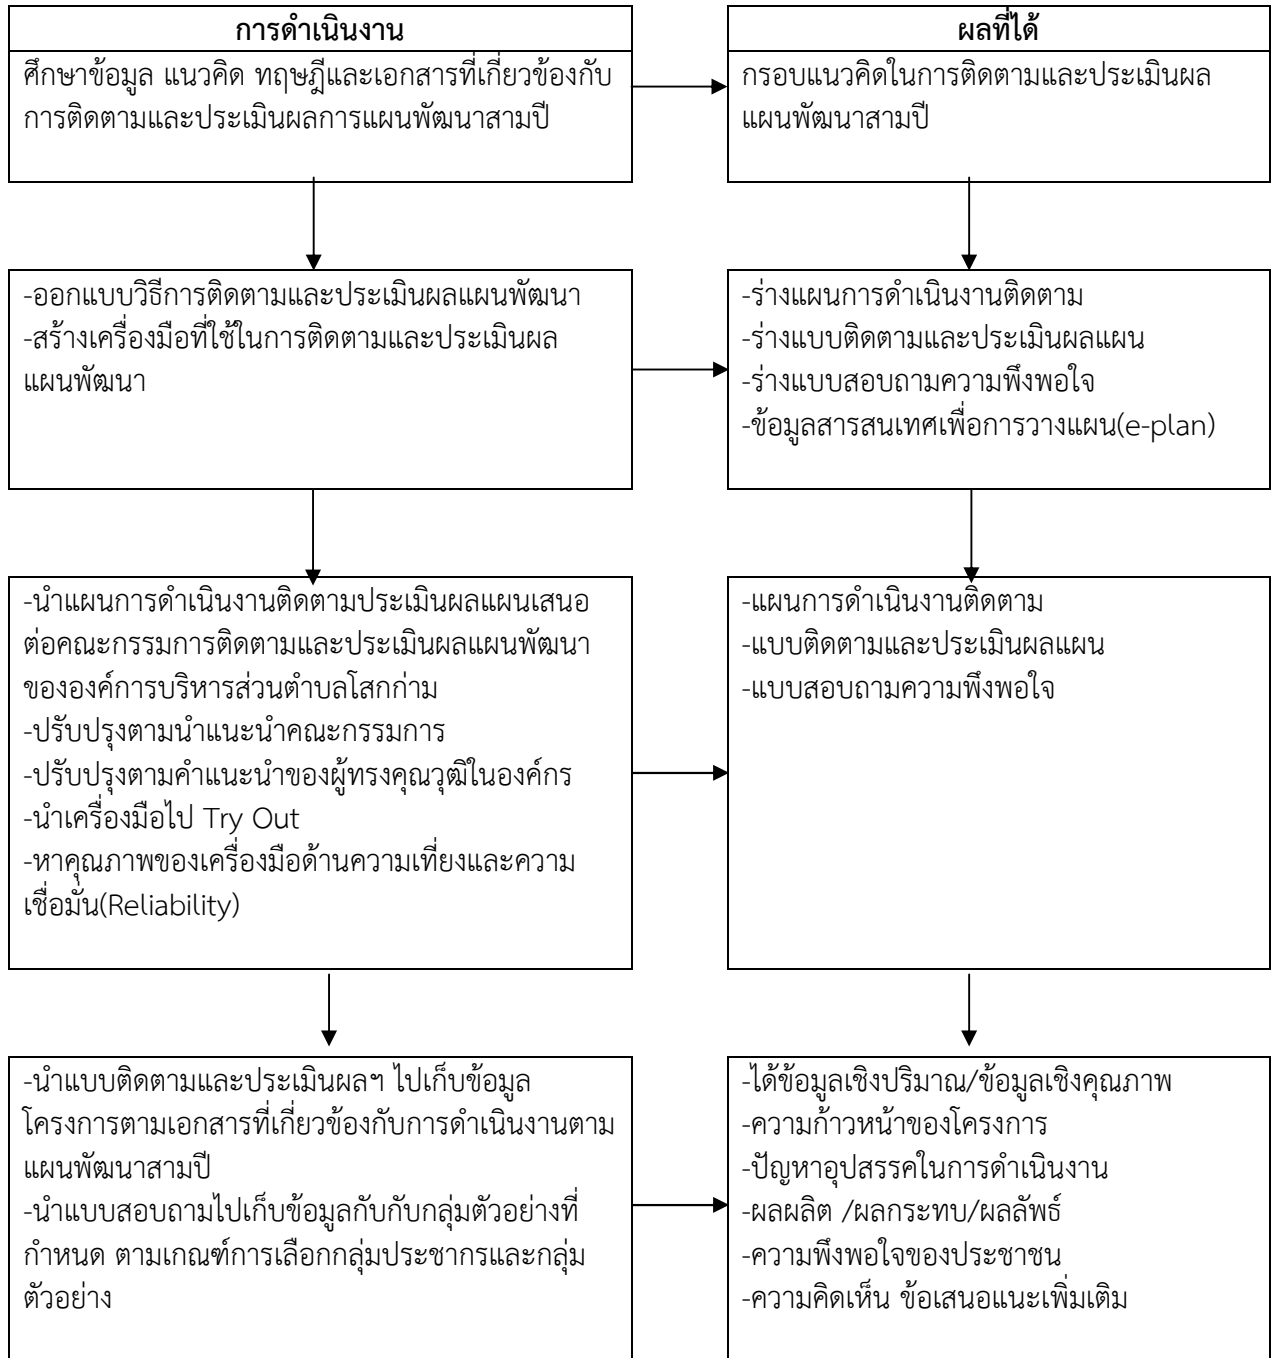 การดำเนินงาน
ผลที่ได้
ศึกษาข้อมูล แนวคิด ทฤษฎีและเอกสารที่เกี่ยวข้องกับ
การติดตามและประเมินผลการแผนพัฒนาสามปี
กรอบแนวคิดในการติดตามและประเมินผล
แผนพัฒนาสามปี
-ออกแบบวิธีการติดตามและประเมินผลแผนพัฒนา
-สร้างเครื่องมือที่ใช้ในการติดตามและประเมินผล
แผนพัฒนา
-ร่างแผนการดำเนินงานติดตาม
-ร่างแบบติดตามและประเมินผลแผน
-ร่างแบบสอบถามความพึงพอใจ
-ข้อมูลสารสนเทศเพื่อการวางแผน(e-plan)
-นำแผนการดำเนินงานติดตามประเมินผลแผนเสนอ
ต่อคณะกรรมการติดตามและประเมินผลแผนพัฒนา
ขององค์การบริหารส่วนตำบลโสกก่าม
-ปรับปรุงตามนำแนะนำคณะกรรมการ
-ปรับปรุงตามคำแนะนำของผู้ทรงคุณวุฒิในองค์กร
-นำเครื่องมือไป Try Out
-หาคุณภาพของเครื่องมือด้านความเที่ยงและความ
เชื่อมั่น(Reliability)
-แผนการดำเนินงานติดตาม
-แบบติดตามและประเมินผลแผน
-แบบสอบถามความพึงพอใจ
-นำแบบติดตามและประเมินผลฯ ไปเก็บข้อมูล
โครงการตามเอกสารที่เกี่ยวข้องกับการดำเนินงานตาม
แผนพัฒนาสามปี
-นำแบบสอบถามไปเก็บข้อมูลกับกับกลุ่มตัวอย่างที่
กำหนด ตามเกณฑ์การเลือกกลุ่มประชากรและกลุ่ม
ตัวอย่าง
-ได้ข้อมูลเชิงปริมาณ/ข้อมูลเชิงคุณภาพ
-ความก้าวหน้าของโครงการ
-ปัญหาอุปสรรคในการดำเนินงาน
-ผลผลิต /ผลกระทบ/ผลลัพธ์
-ความพึงพอใจของประชาชน
-ความคิดเห็น ข้อเสนอแนะเพิ่มเติม